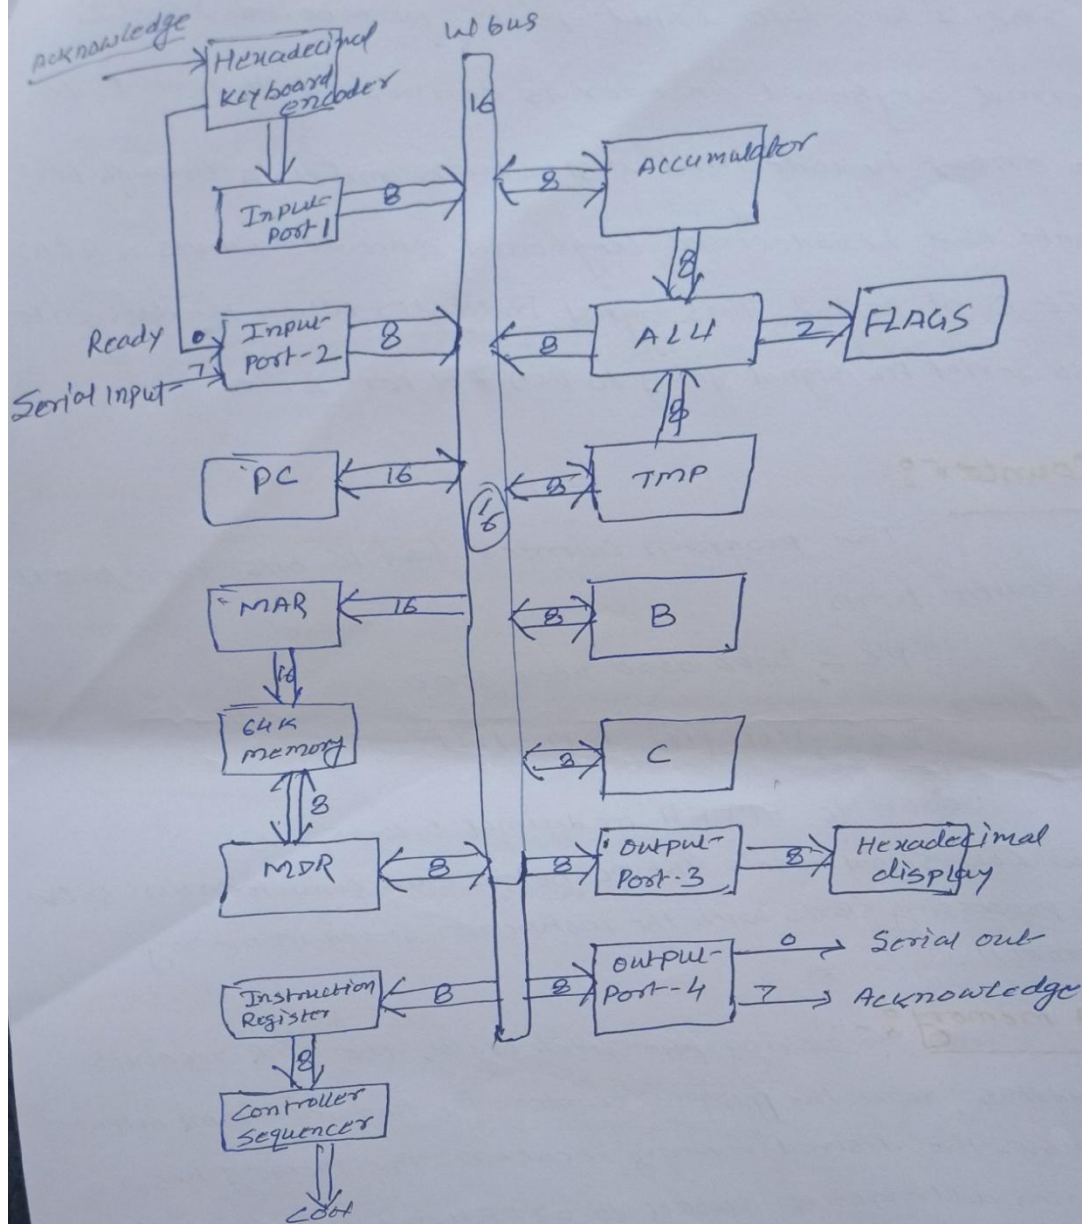 Acknowledge
Hexadecimal
Keyboard
encoder
W bus
16
Input-
Port-1
8
8
Accumulator
8
Ready
0
Serial Input
7
Input-
Port-2
8
8
ALU
2
FLAGS
8
PC
16
16
8
TMP
MAR
16
8
B
16
64K
memory
8
8
C
MDR
8
8
Output-
Port-3
8
Hexadecimal
display
Instruction
Register
8
8
Output-
Port-4
0
Serial out
7
Acknowledge
8
Controller
Sequencer